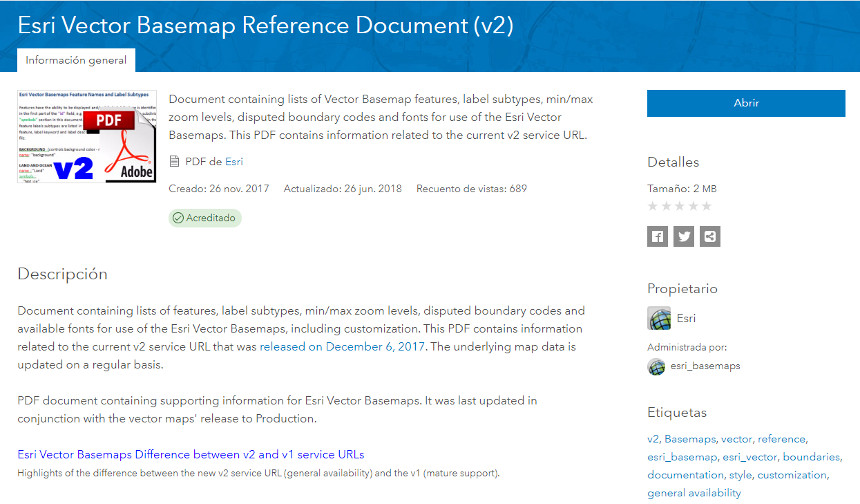 Esri Vector Basemap Reference Document (v2)
Información general
Esri Vector Basemaps Feature Names and Label Subtypes
PDF
v2
Adobe
Document containing lists of Vector Basemap features, label subtypes, min/max
zoom levels, disputed boundary codes and fonts for use of the Esri Vector
Basemaps. This PDF contains information related to the current v2 service URL.
PDF de Esri
Creado: 26 nov. 2017 Actualizado: 26 jun. 2018 Recuento de vistas: 689
Acreditado
Abrir
Detalles
Tamaño: 2 MB
Descripción
Document containing lists of features, label subtypes, min/max zoom levels, disputed boundary codes and
available fonts for use of the Esri Vector Basemaps, including customization. This PDF contains information
related to the current v2 service URL that was released on December 6, 2017. The underlying map data is
updated on a regular basis.
PDF document containing supporting information for Esri Vector Basemaps. It was last updated in
conjunction with the vector maps' release to Production.
Esri Vector Basemaps Difference between v2 and v1 service URLs
Highlights of the difference between the new v2 service URL (general availability) and the v1 (mature support).
Propietario
Esri
Administrada por:
esri_basemaps
Etiquetas
v2, Basemaps, vector, reference,
esri_basemap, esri_vector, boundaries,
documentation, style, customization,
general availability